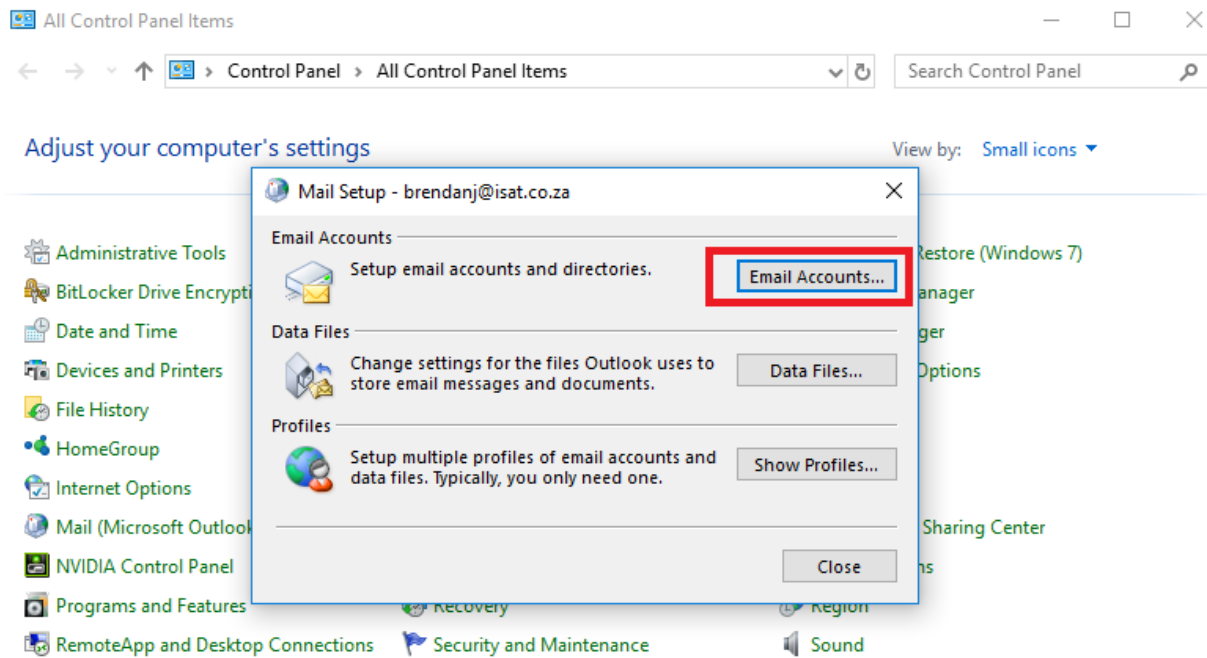 All Control Panel Items
Control Panel > All Control Panel Items
Search Control Panel
Adjust your computer's settings
View by: Small icons
Mail Setup - brendanj@isat.co.za
Email Accounts
Setup email accounts and directories.
Email Accounts...
Data Files
Change settings for the files Outlook uses to
store email messages and documents.
Data Files...
Profiles
Setup multiple profiles of email accounts and
data files. Typically, you only need one.
Show Profiles...
Close
Administrative Tools
BitLocker Drive Encrypti
Date and Time
Devices and Printers
File History
HomeGroup
Internet Options
Mail (Microsoft Outlook
NVIDIA Control Panel
Programs and Features
RemoteApp and Desktop Connections
Recovery
Security and Maintenance
Restore (Windows 7)
anager
ger
Options
Sharing Center
ns
Region
Sound